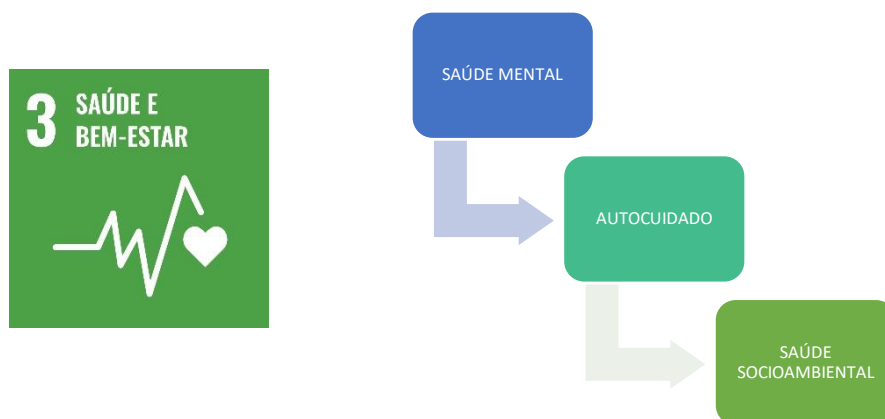 3 SAÚDE E
BEM-ESTAR
SAÚDE MENTAL
AUTOCUIDADO
SAÚDE
SOCIOAMBIENTAL